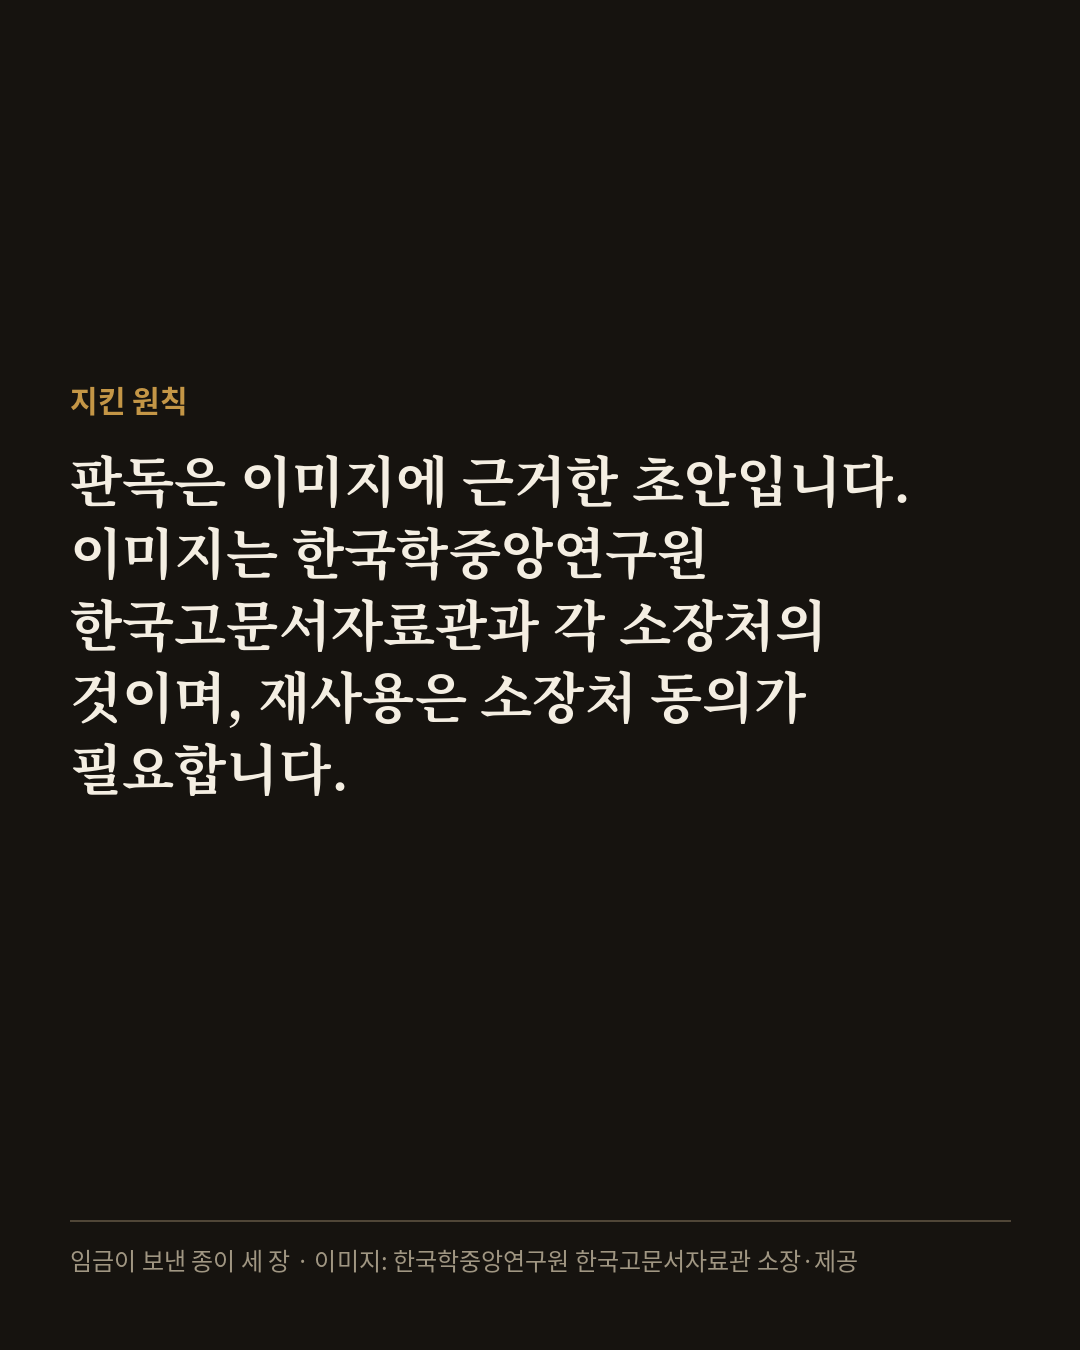 지킨 원칙
판독은 이미지에 근거한 초안입니다.
이미지는 한국학중앙연구원
한국고문서자료관과 각 소장처의
것이며, 재사용은 소장처 동의가
필요합니다.
임금이 보낸 종이 세 장 · 이미지: 한국학중앙연구원 한국고문서자료관 소장·제공